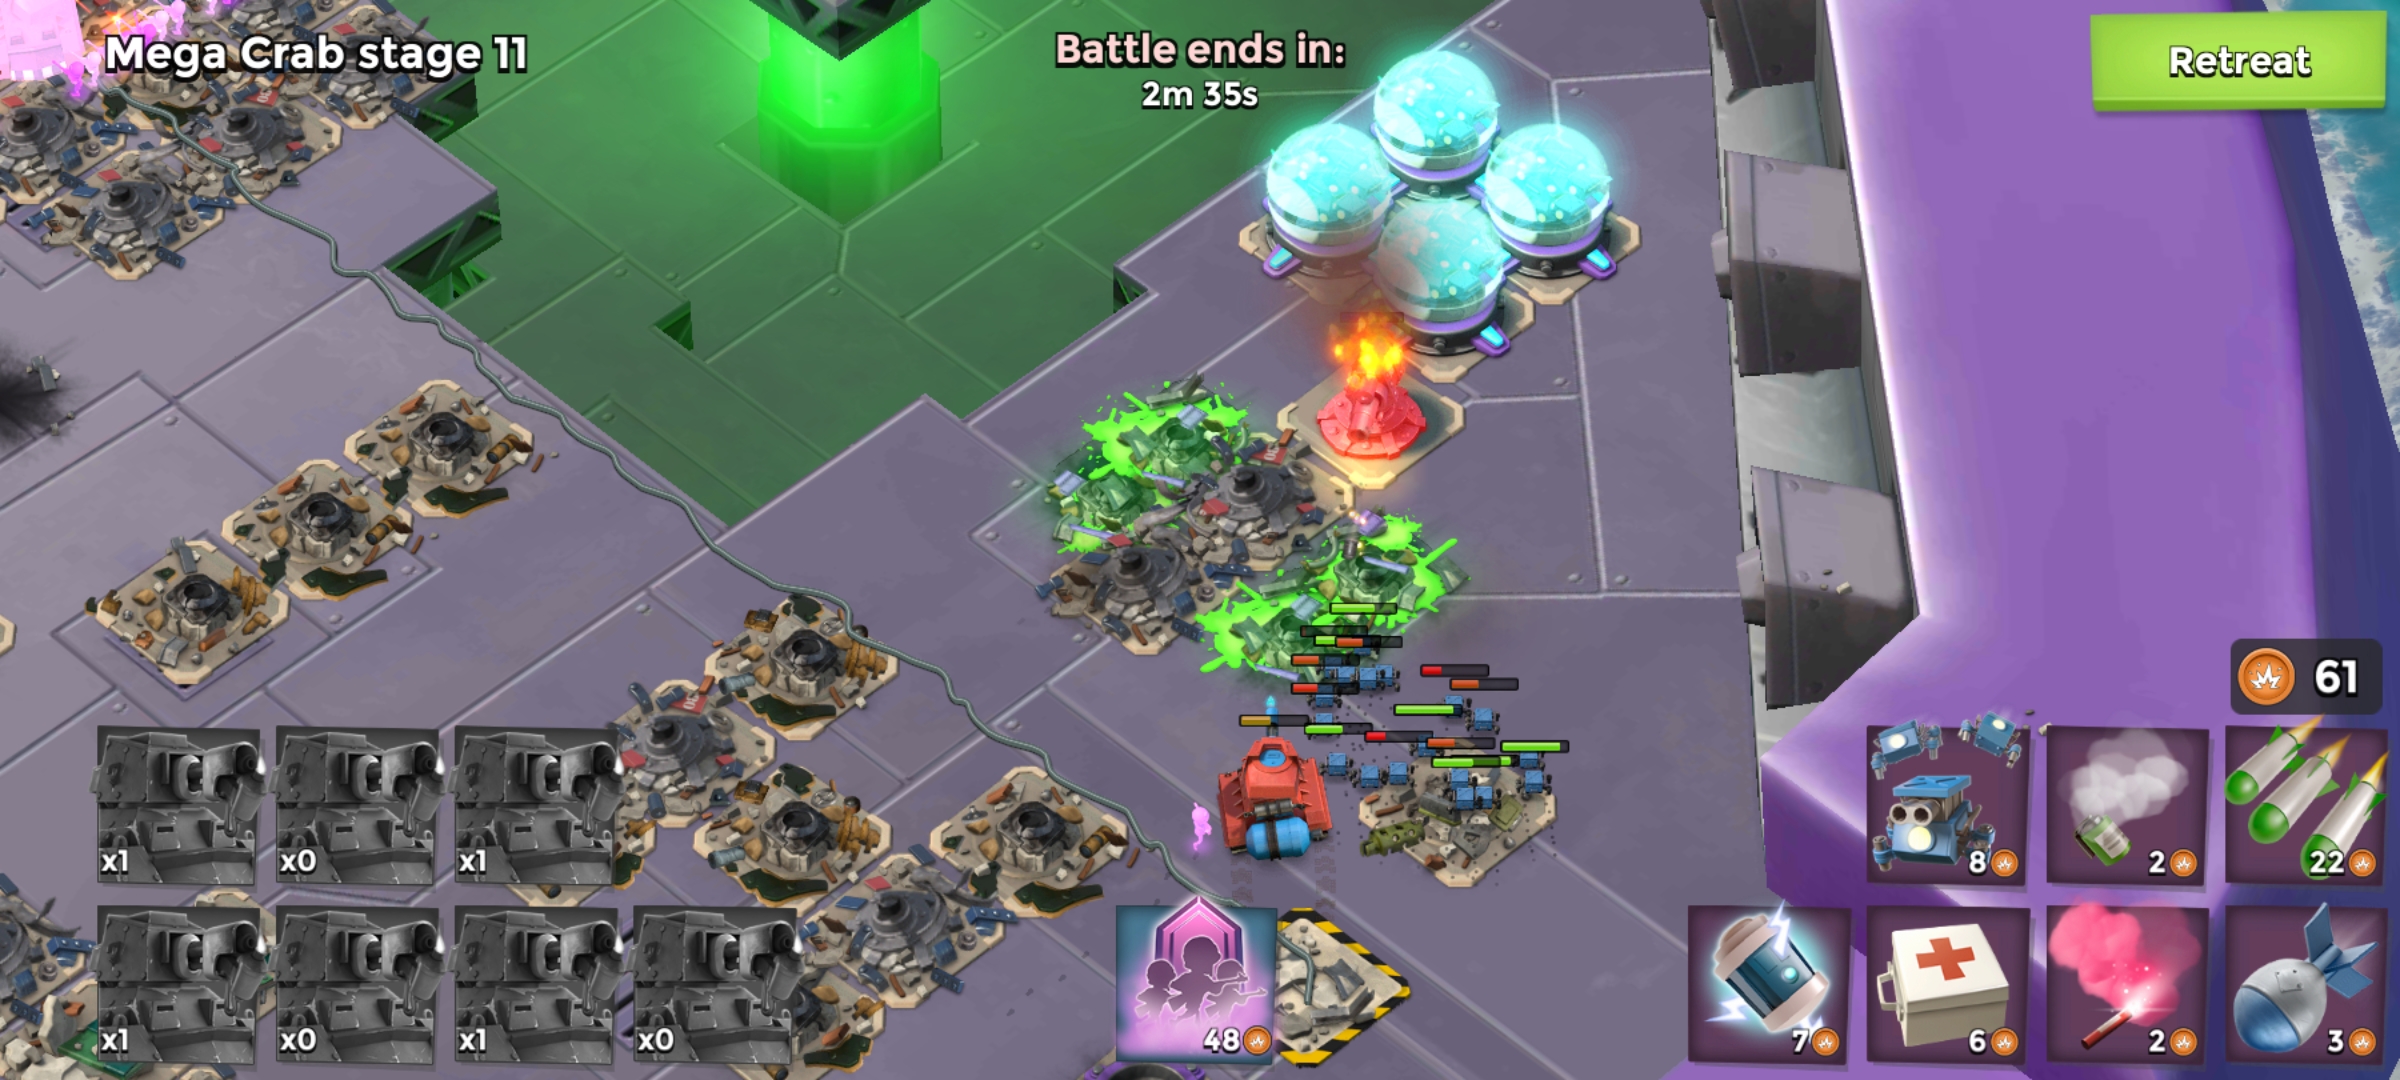 Mega Crab stage 11
Battle ends in:
2m 35s
Retreat
61
8
2
22
x1
x0
x1
x1
x0
x1
x0
48
7
6
2
3